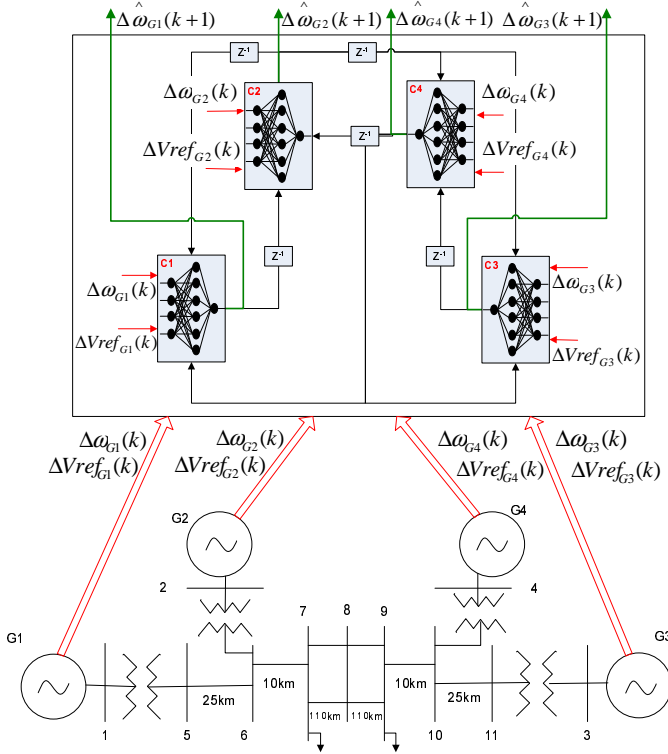 Δω̂G1(k+1)
Δω̂G2(k+1)
Δω̂G4(k+1)
Δω̂G3(k+1)
Z-1
Z-1
C2
ΔωG2(k)
ΔVrefG2(k)
C4
ΔωG4(k)
ΔVrefG4(k)
Z-1
Z-1
Z-1
C1
ΔωG1(k)
ΔVrefG1(k)
C3
ΔωG3(k)
ΔVrefG3(k)
ΔωG1(k)
ΔVrefG1(k)
ΔωG2(k)
ΔVrefG2(k)
ΔωG4(k)
ΔVrefG4(k)
ΔωG3(k)
ΔVrefG3(k)
G2
G4
2
4
7
8
9
G1
G3
25km
10km
110km
110km
10km
25km
1
5
6
10
11
3